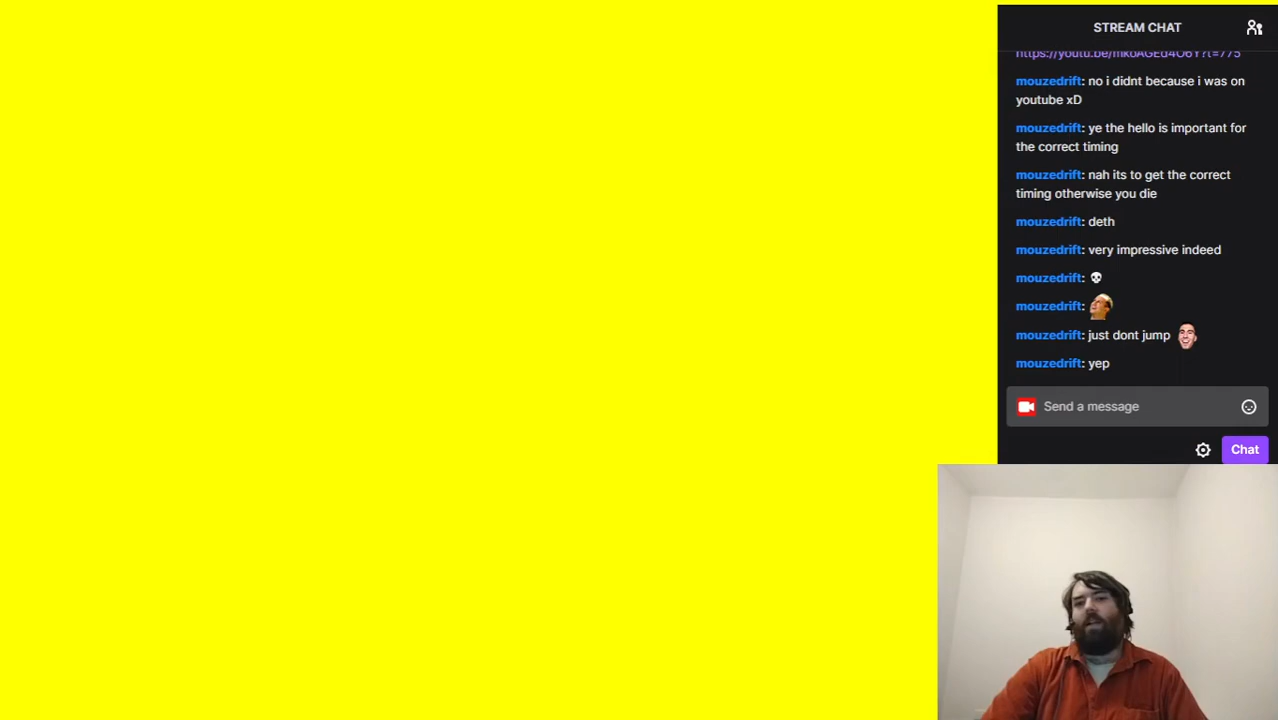 STREAM CHAT
mouzedrift: no i didnt because i was on
youtube xD
mouzedrift: ye the hello is important for
the correct timing
mouzedrift: nah its to get the correct
timing otherwise you die
mouzedrift: deth
mouzedrift: very impressive indeed
mouzedrift: 💀
mouzedrift:
mouzedrift: just dont jump
mouzedrift: yep
Send a message
Chat